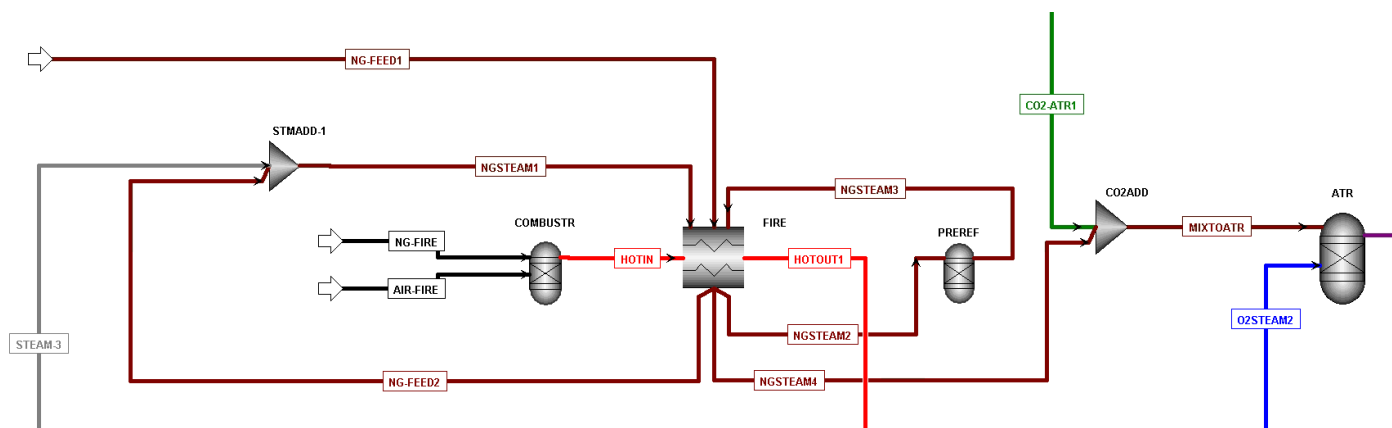 NG-FEED1
CO2-ATR1
STMADD-1
NGSTEAM1
NGSTEAM3
ATR
COMBUSTR
FIRE
PREREF
CO2ADD
MIXTOATR
NG-FIRE
HOTIN
HOTOUT1
AIR-FIRE
O2STEAM2
NGSTEAM2
STEAM-3
NG-FEED2
NGSTEAM4